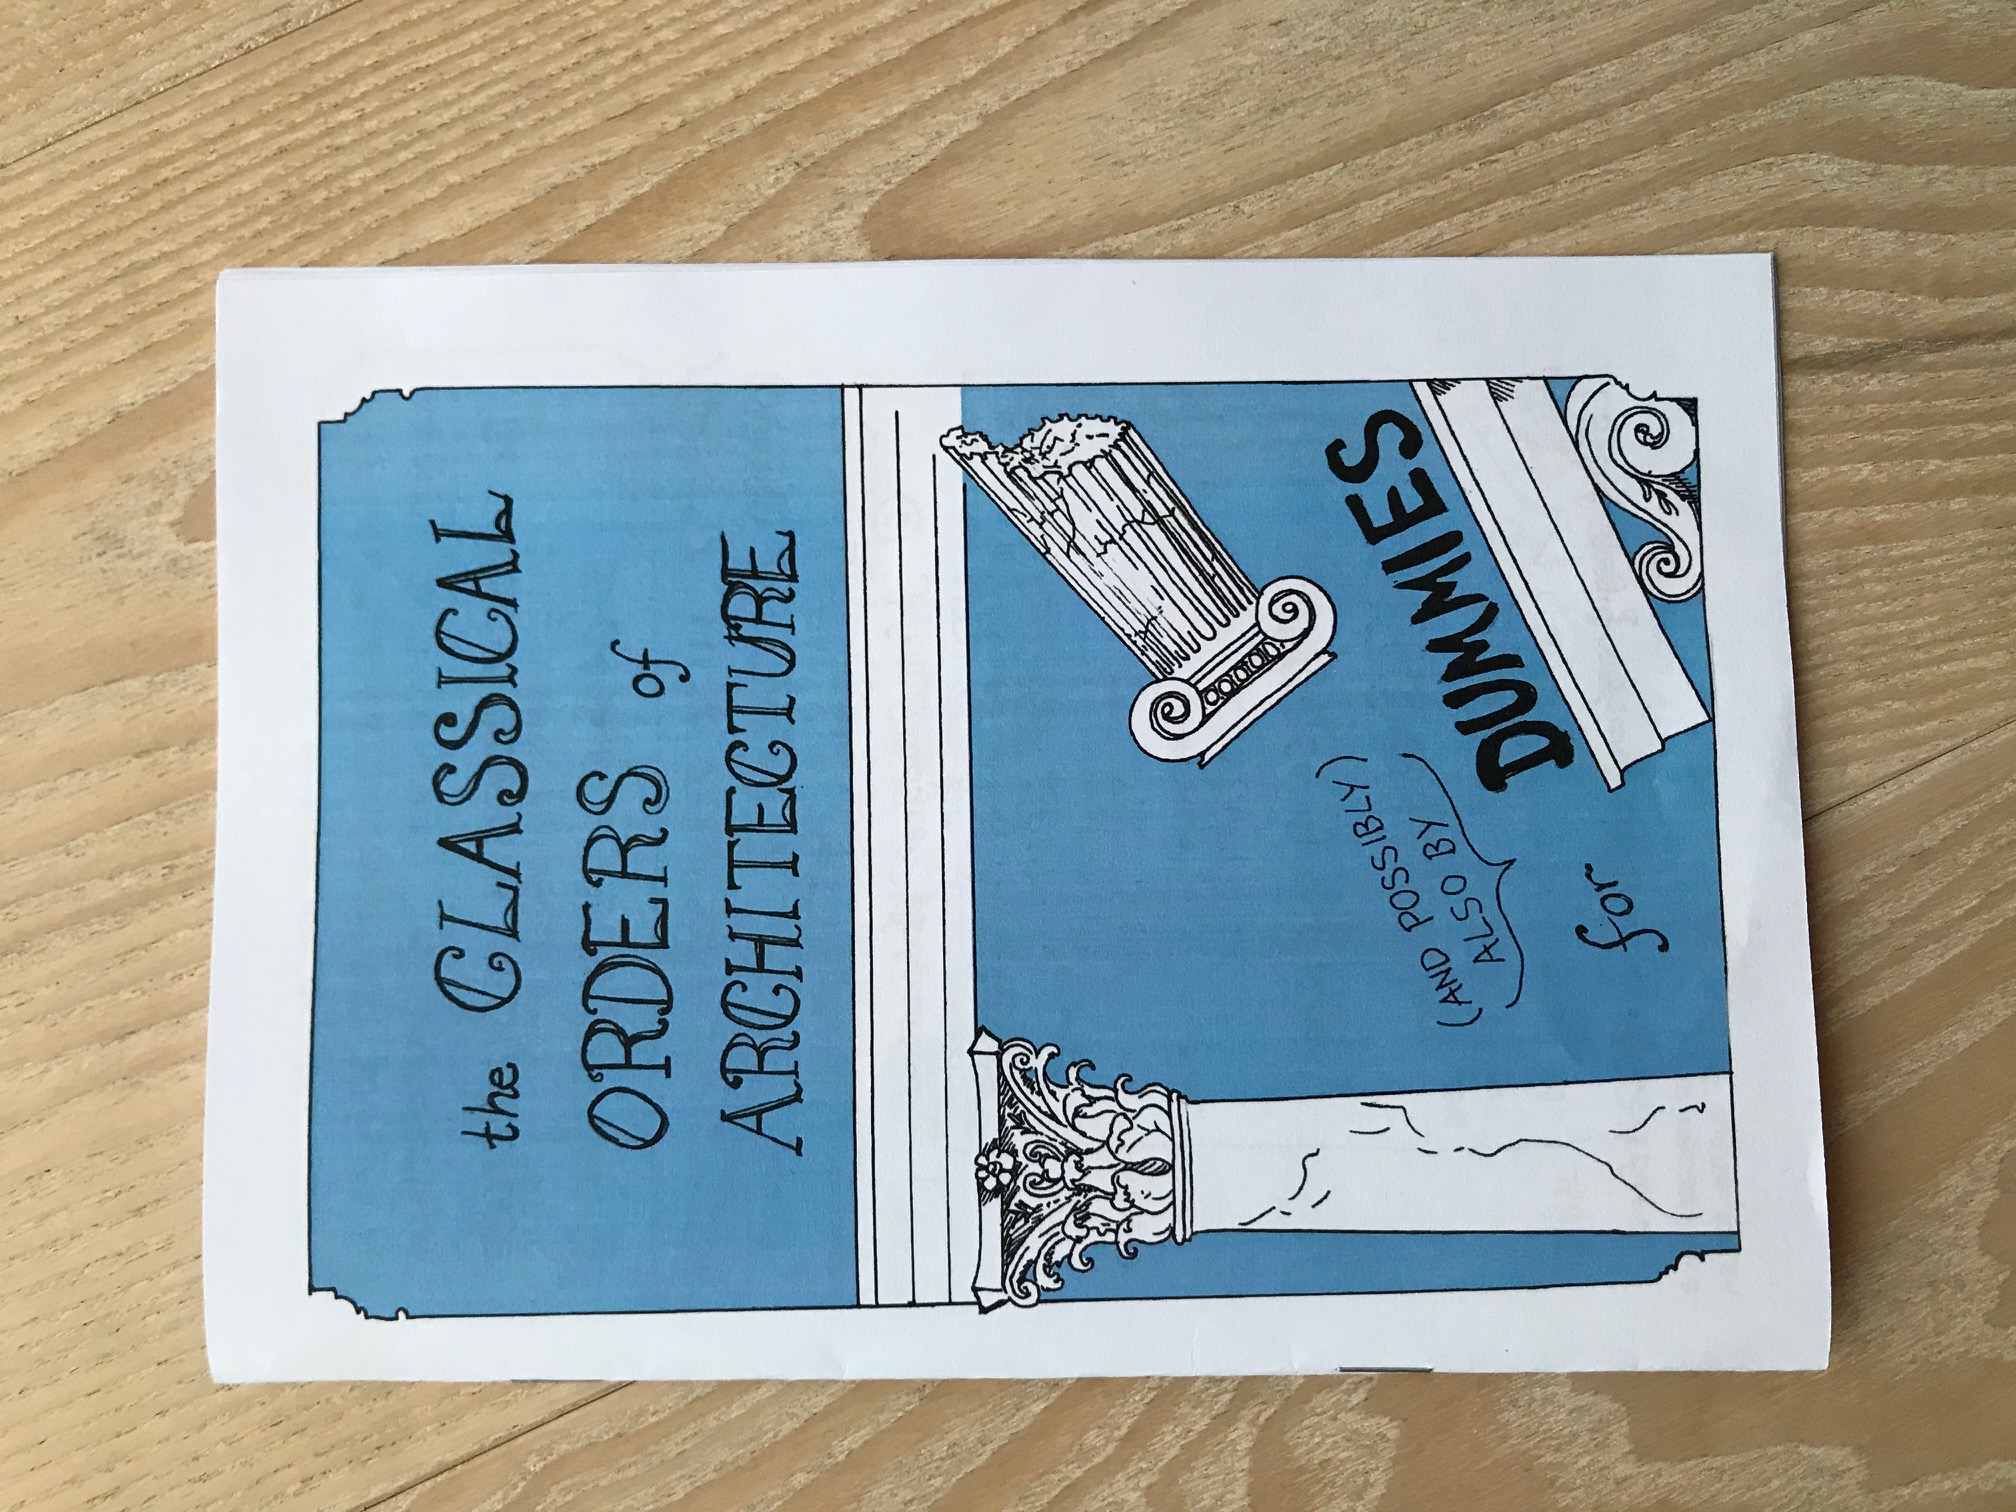 the CLASSICAL
ORDERS of
ARCHITECTURE
(AND POSSIBLY)
ALSO BY
for DUMMIES